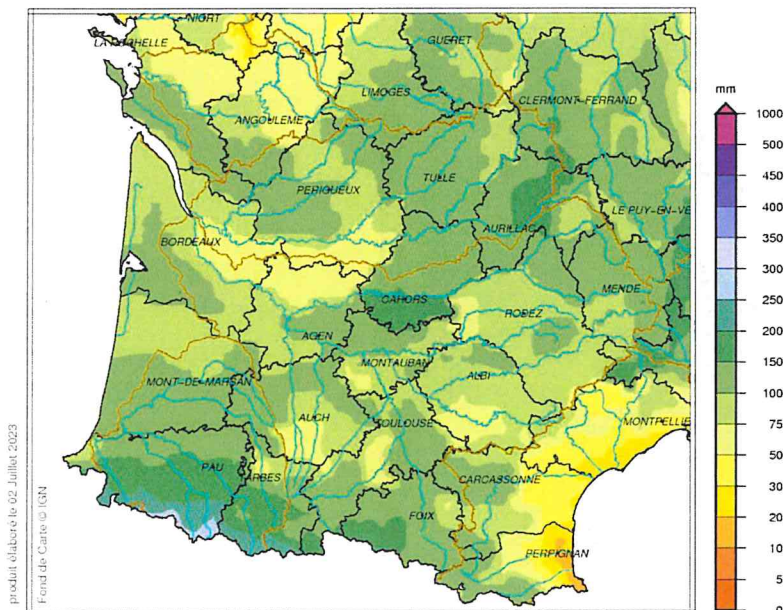 NIORT
LA ROCHELLE
GUERET
LIMOGES
CLERMONT-FERRAND
ANGOULEME
TULLE
PERIGUEUX
LE PUY-EN-VE
AURILLAC
BORDEAUX
CAHORS
MENDE
RODEZ
AGEN
MONTAUBAN
ALBI
MONT-DE-MARSAN
AUCH
TOULOUSE
MONTPELLIE
PAU
TARBES
CARCASSONNE
FOIX
PERPIGNAN
mm
1000
500
450
350
300
250
200
150
100
75
50
30
20
10
5
0
produit élaboré le 02 Juillet 2023
Fond de Carte © IGN